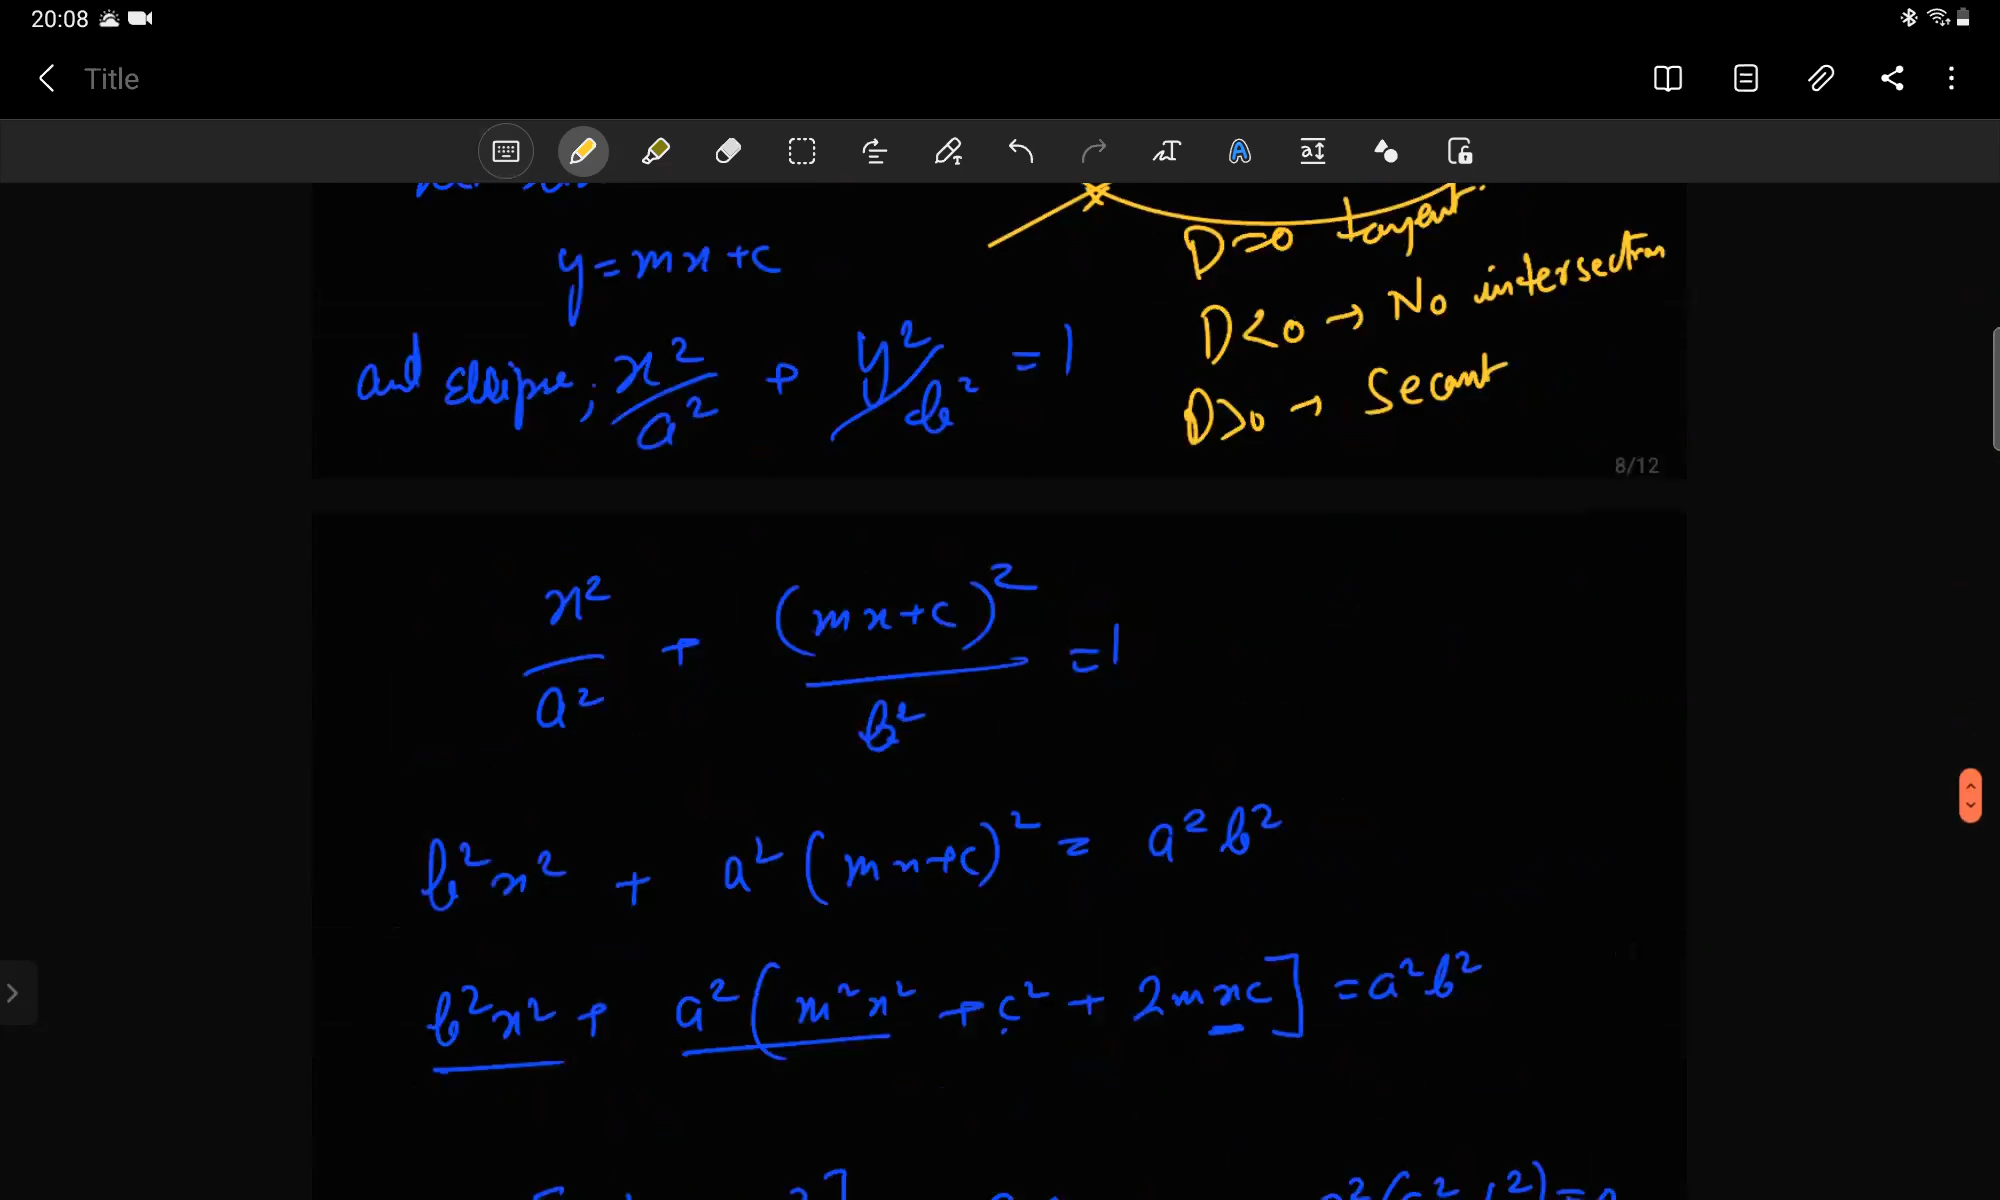 20:08
Title
y = mx + c
D=0 tangent.
D<0 → No intersection
and Ellipse; x²/a² + y²/b² = 1
D>0 → Secant
8/12
x²/a² + (mx+c)²/b² = 1
b²x² + a²(mx+c)² = a²b²
b²x² + a²(m²x² + c² + 2mxc] = a²b²